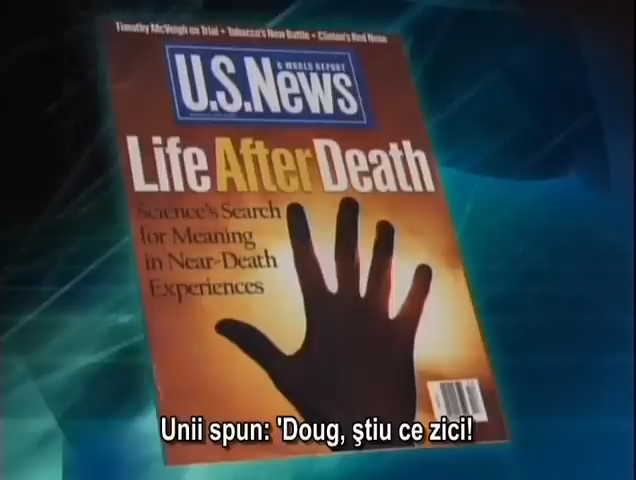 Timothy McVeigh on Trial • Tobacco's New Battle • Clinton's Red Nose
& WORLD REPORT
U.S.News
Life After Death
Science's Search
for Meaning
in Near-Death
Experiences
Unii spun: 'Doug, ştiu ce zici!